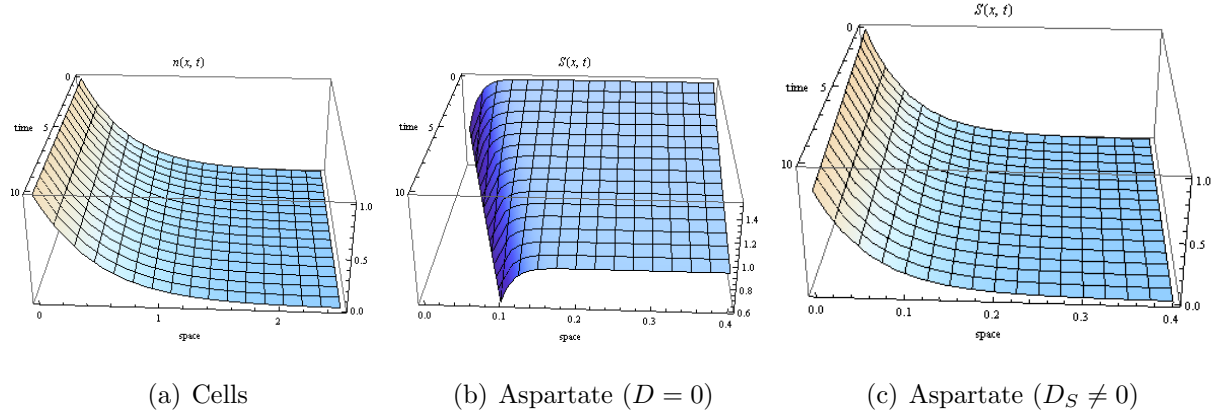 n(x, t)
0
time
5
10
1.0
0.5
0.0
0
1
2
space
(a) Cells
S(x, t)
0
time
5
10
1.4
1.2
1.0
0.8
0.6
0.0
0.1
0.2
0.3
0.4
space
(b) Aspartate (D = 0)
S(x, t)
0
5
time
10
1.0
0.5
0.0
0.0
0.1
0.2
0.3
0.4
space
(c) Aspartate (D_S ≠ 0)